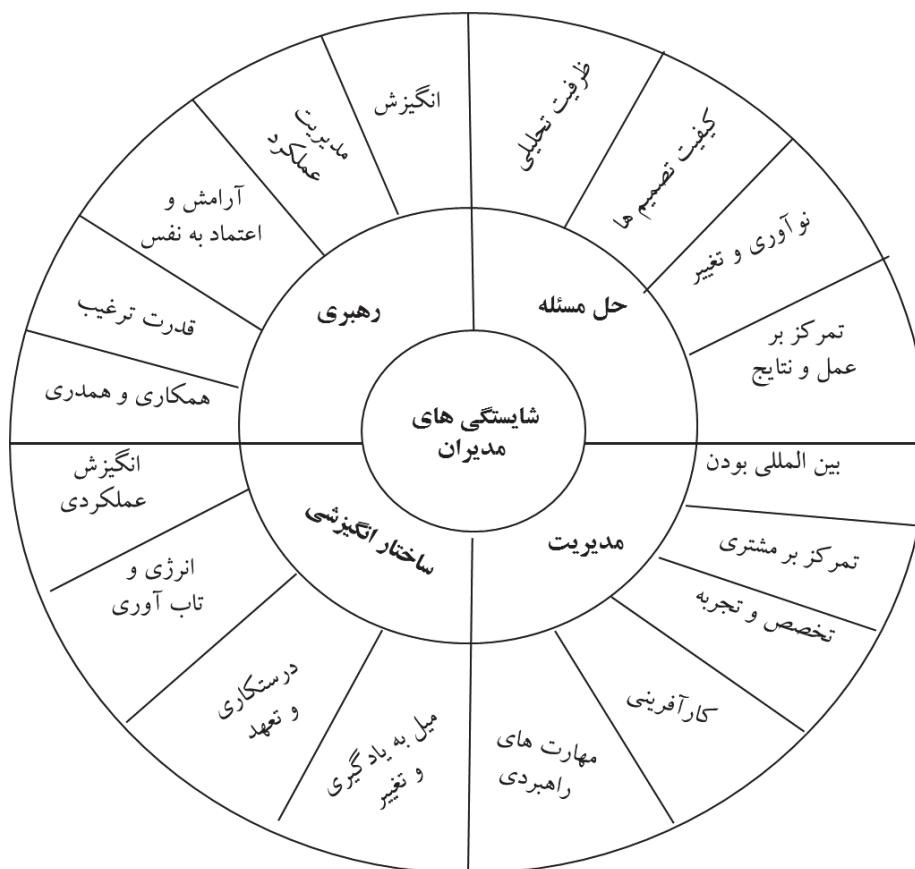 شایستگی های
مدیران
حل مسئله
ظرفیت تحلیلی
کیفیت تصمیم ها
نوآوری و تغییر
تمرکز بر
عمل و نتایج
مدیریت
بین المللی بودن
تمرکز بر مشتری
تخصص و تجربه
کارآفرینی
مهارت های
راهبردی
ساختار انگیزشی
میل به یادگیری
و تغییر
درستکاری
و تعهد
انرژی و
تاب آوری
انگیزش
عملکردی
رهبری
همکاری و همدری
قدرت ترغیب
آرامش و
اعتماد به نفس
مدیریت
عملکرد
انگیزش